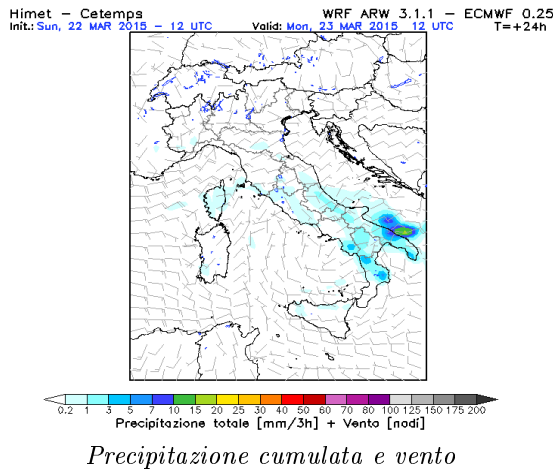 Himet – Cetemps WRF ARW 3.1.1 – ECMWF 0.25
Init.: Sun, 22 MAR 2015 – 12 UTC Valid: Mon, 23 MAR 2015 12 UTC T=+24h
0.2 1 3 5 7 10 15 20 25 30 40 50 60 70 80 100 125 150 175 200
Precipitazione totale [mm/3h] + Vento [nodi]
Precipitazione cumulata e vento